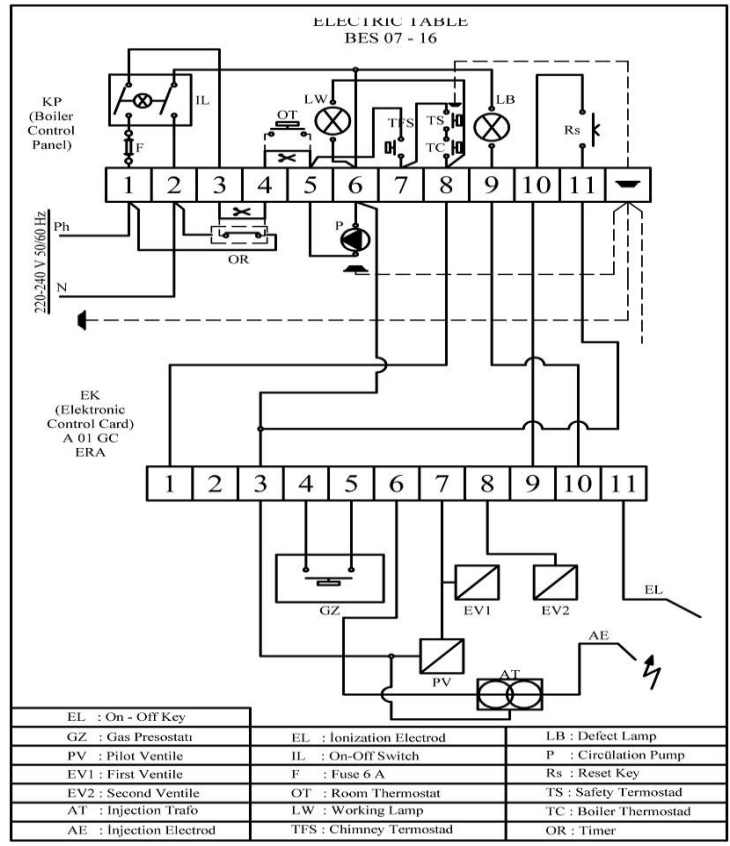 ELECTRIC TABLE
BES 07 - 16
KP
(Boiler
Control
Panel)
IL
F
OT
LW
TFS
TS
TC
LB
Rs
1 2 3 4 5 6 7 8 9 10 11
220-240 V 50/60 Hz
Ph
N
OR
P
EK
(Elektronic
Control Card)
A 01 GC
ERA
1 2 3 4 5 6 7 8 9 10 11
GZ
EV1
EV2
EL
AE
PV
AT
EL : On - Off Key
GZ : Gas Presostatı
PV : Pilot Ventile
EV1 : First Ventile
EV2 : Second Ventile
AT : Injection Trafo
AE : İnjection Electrod
EL : İonization Electrod
IL : On-Off Switch
F : Fuse 6 A
OT : Room Thermostat
LW : Working Lamp
TFS : Chimney Termostad
LB : Defect Lamp
P : Circülation Pump
Rs : Reset Key
TS : Safety Termostad
TC : Boiler Thermostad
OR : Timer